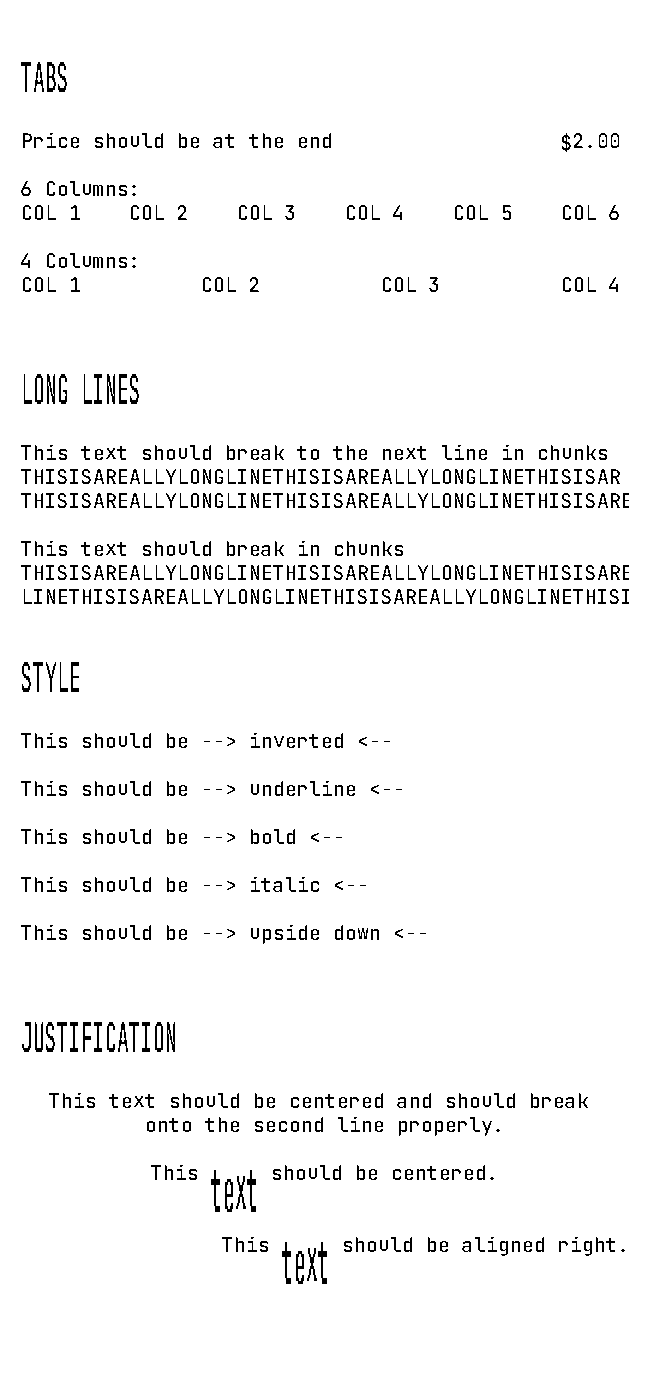 TABS
Price should be at the end $2.00
6 Columns:
COL 1 COL 2 COL 3 COL 4 COL 5 COL 6
4 Columns:
COL 1 COL 2 COL 3 COL 4
LONG LINES
This text should break to the next line in chunks
THISISAREALLYLONGLINETHISISAREALLYLONGLINETHISISAR
THISISAREALLYLONGLINETHISISAREALLYLONGLINETHISISARE
This text should break in chunks
THISISAREALLYLONGLINETHISISAREALLYLONGLINETHISISARE
LINETHISISAREALLYLONGLINETHISISAREALLYLONGLINETHISI
STYLE
This should be --> inverted <--
This should be --> underline <--
This should be --> bold <--
This should be --> italic <--
This should be --> upside down <--
JUSTIFICATION
This text should be centered and should break
onto the second line properly.
This text should be centered.
This text should be aligned right.